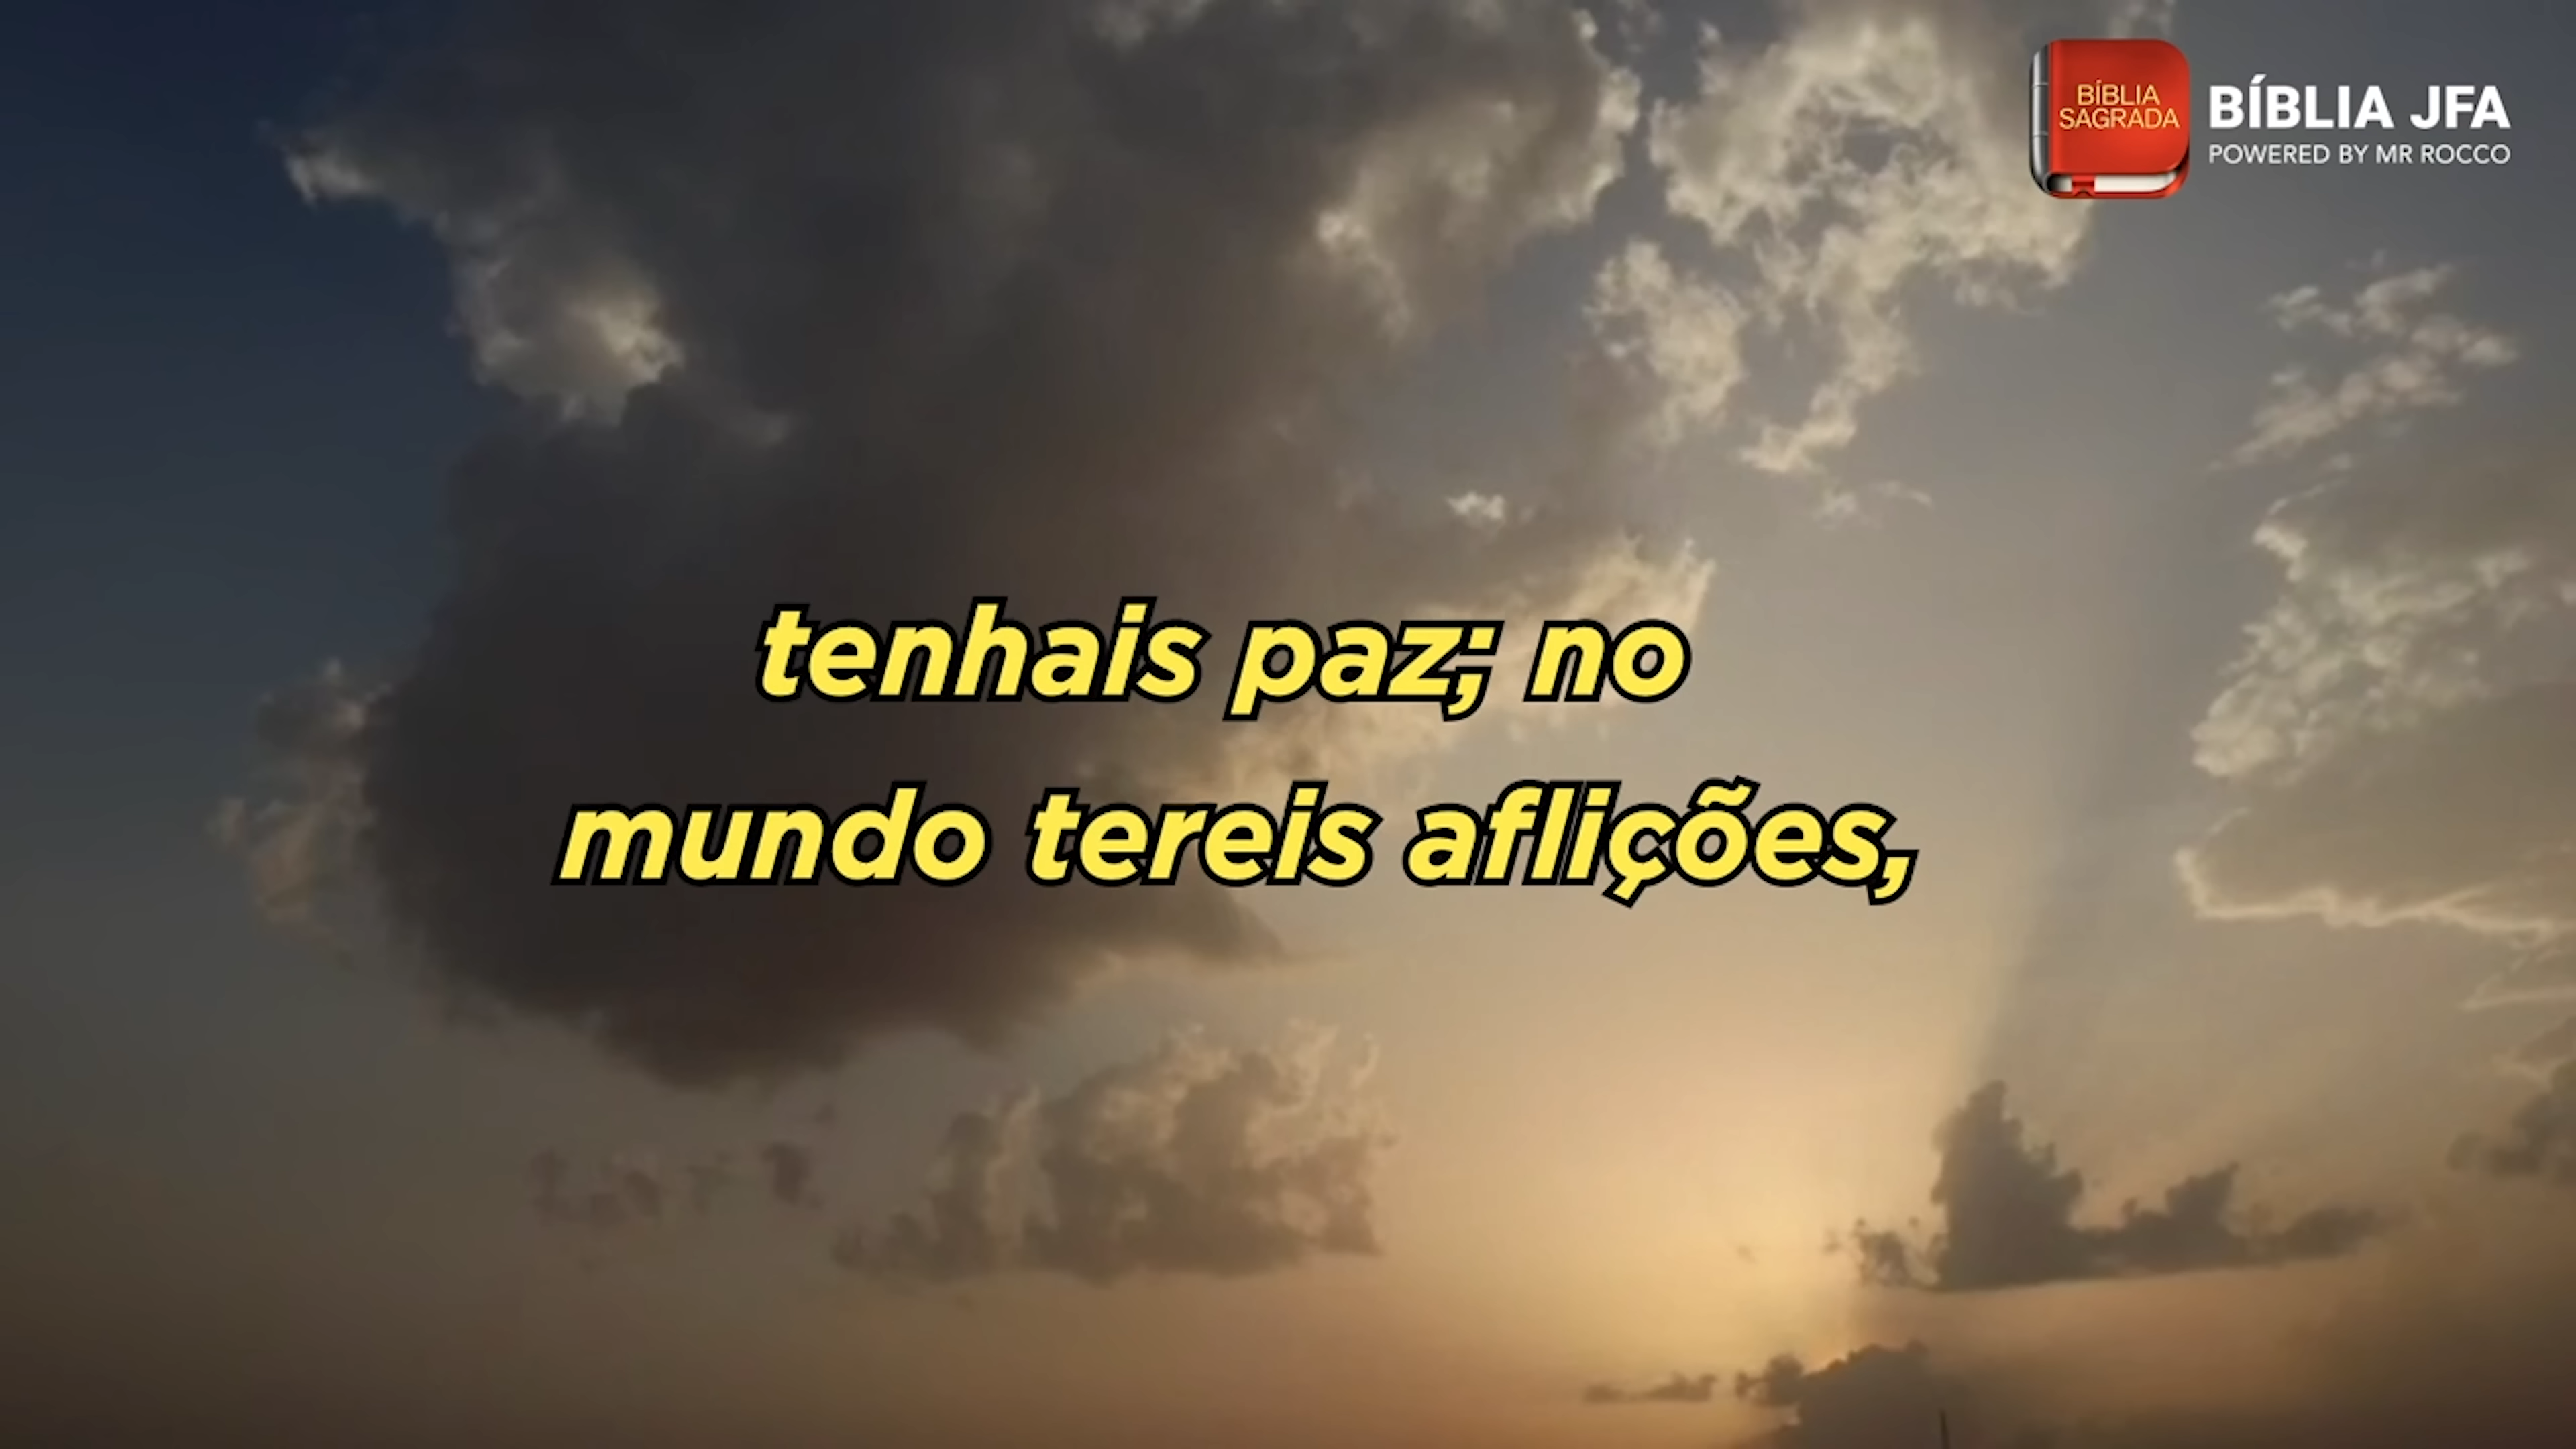 BÍBLIA
SAGRADA
BÍBLIA JFA
POWERED BY MR ROCCO
tenhais paz; no
mundo tereis aflições,